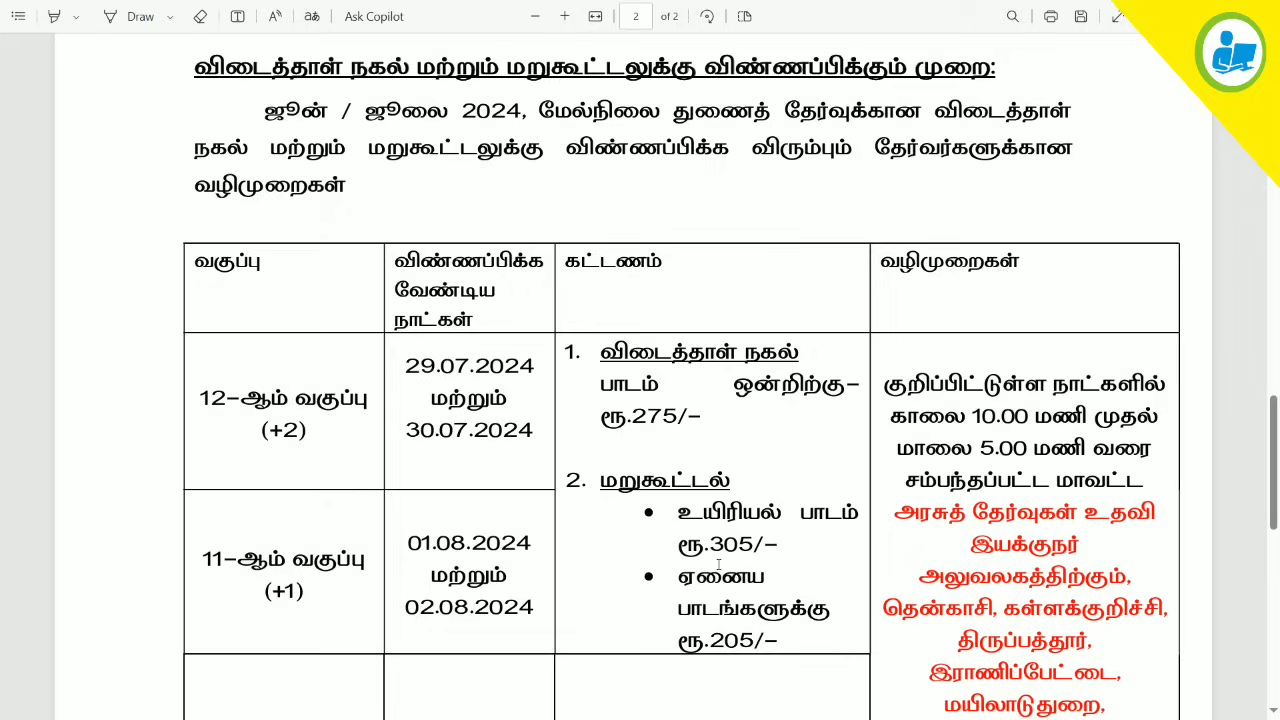 Draw
Ask Copilot
2 of 2
விடைத்தாள் நகல் மற்றும் மறுகூட்டலுக்கு விண்ணப்பிக்கும் முறை:
ஜூன் / ஜூலை 2024, மேல்நிலை துணைத் தேர்வுக்கான விடைத்தாள்
நகல் மற்றும் மறுகூட்டலுக்கு விண்ணப்பிக்க விரும்பும் தேர்வர்களுக்கான
வழிமுறைகள்
வகுப்பு
விண்ணப்பிக்க
வேண்டிய
நாட்கள்
கட்டணம்
வழிமுறைகள்
12-ஆம் வகுப்பு
(+2)
29.07.2024
மற்றும்
30.07.2024
1. விடைத்தாள் நகல்
பாடம் ஒன்றிற்கு-
ரூ.275/-
2. மறுகூட்டல்
• உயிரியல் பாடம்
ரூ.305/-
• ஏனைய
பாடங்களுக்கு
ரூ.205/-
குறிப்பிட்டுள்ள நாட்களில்
காலை 10.00 மணி முதல்
மாலை 5.00 மணி வரை
சம்பந்தப்பட்ட மாவட்ட
அரசுத் தேர்வுகள் உதவி
இயக்குநர்
அலுவலகத்திற்கும்,
தென்காசி, கள்ளக்குறிச்சி,
திருப்பத்தூர்,
இராணிப்பேட்டை,
மயிலாடுதுறை,
11-ஆம் வகுப்பு
(+1)
01.08.2024
மற்றும்
02.08.2024